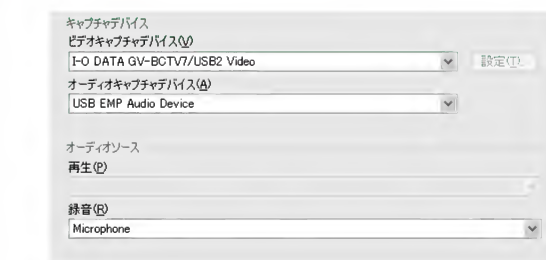 キャプチャデバイス
ビデオキャプチャデバイス(V)
I-O DATA GV-BCTV7/USB2 Video
設定(T)...
オーディオキャプチャデバイス(A)
USB EMP Audio Device
オーディオソース
再生(P)
録音(R)
Microphone